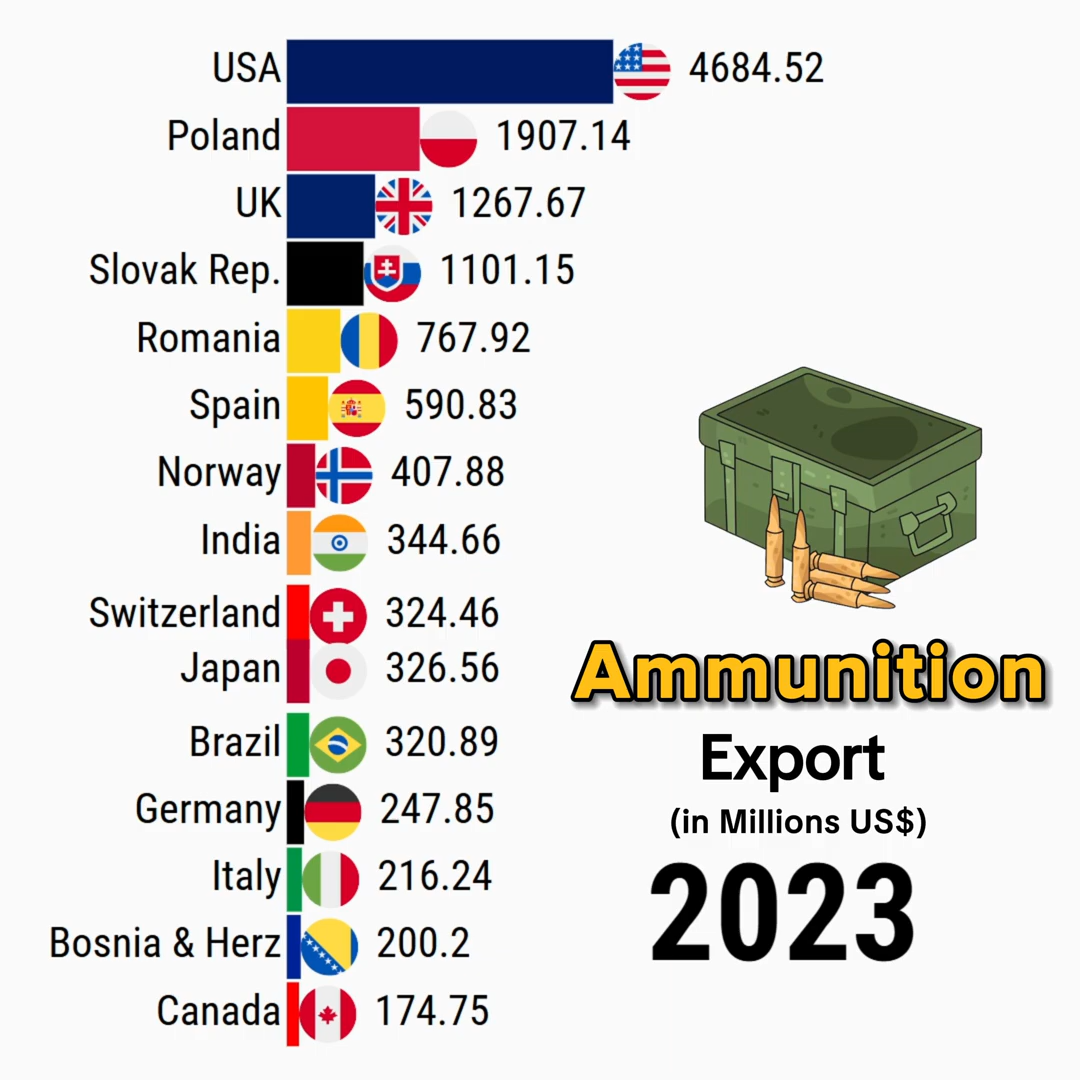 USA 4684.52
Poland 1907.14
UK 1267.67
Slovak Rep. 1101.15
Romania 767.92
Spain 590.83
Norway 407.88
India 344.66
Switzerland 324.46
Japan 326.56
Brazil 320.89
Germany 247.85
Italy 216.24
Bosnia & Herz 200.2
Canada 174.75
Ammunition
Export
(in Millions US$)
2023